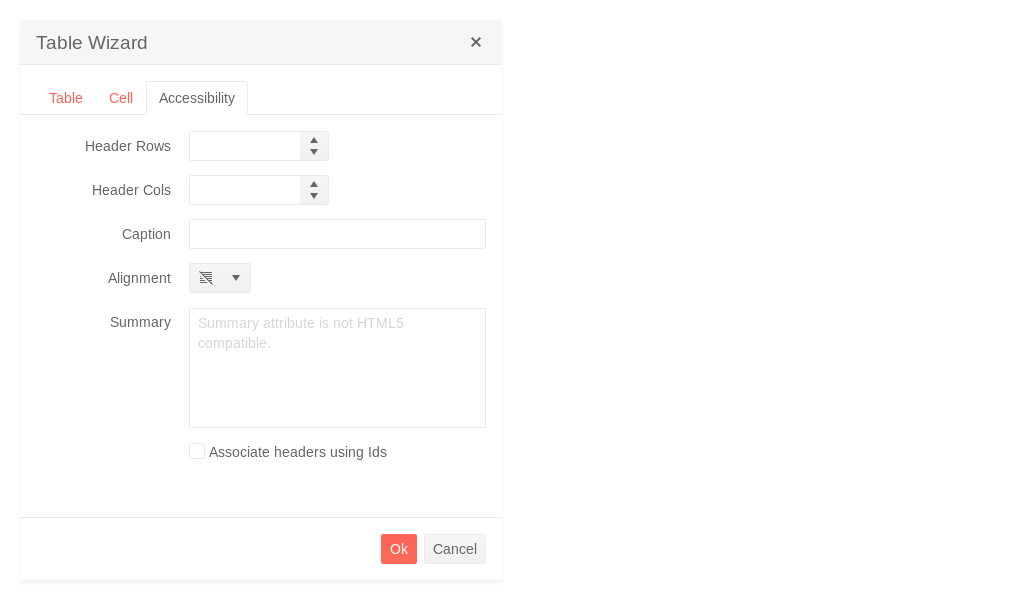 Table Wizard
Table Cell Accessibility
Header Rows
Header Cols
Caption
Alignment
Summary
Summary attribute is not HTML5
compatible.
Associate headers using Ids
Ok Cancel